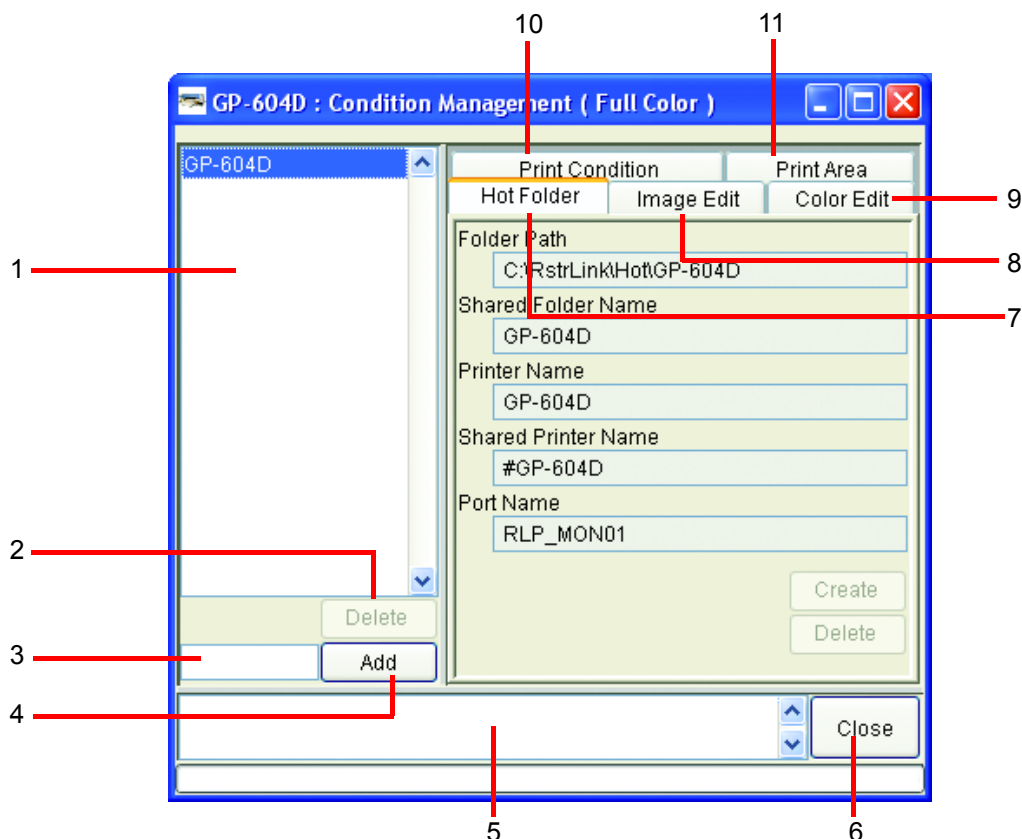 10
11
GP-604D : Condition Management ( Full Color )
GP-604D
Print Condition
Print Area
Hot Folder
Image Edit
Color Edit
9
8
7
1
Folder Path
C:\RstrLink\Hot\GP-604D
Shared Folder Name
GP-604D
Printer Name
GP-604D
Shared Printer Name
#GP-604D
Port Name
RLP_MON01
2
Create
Delete
Delete
3
Add
4
Close
5
6